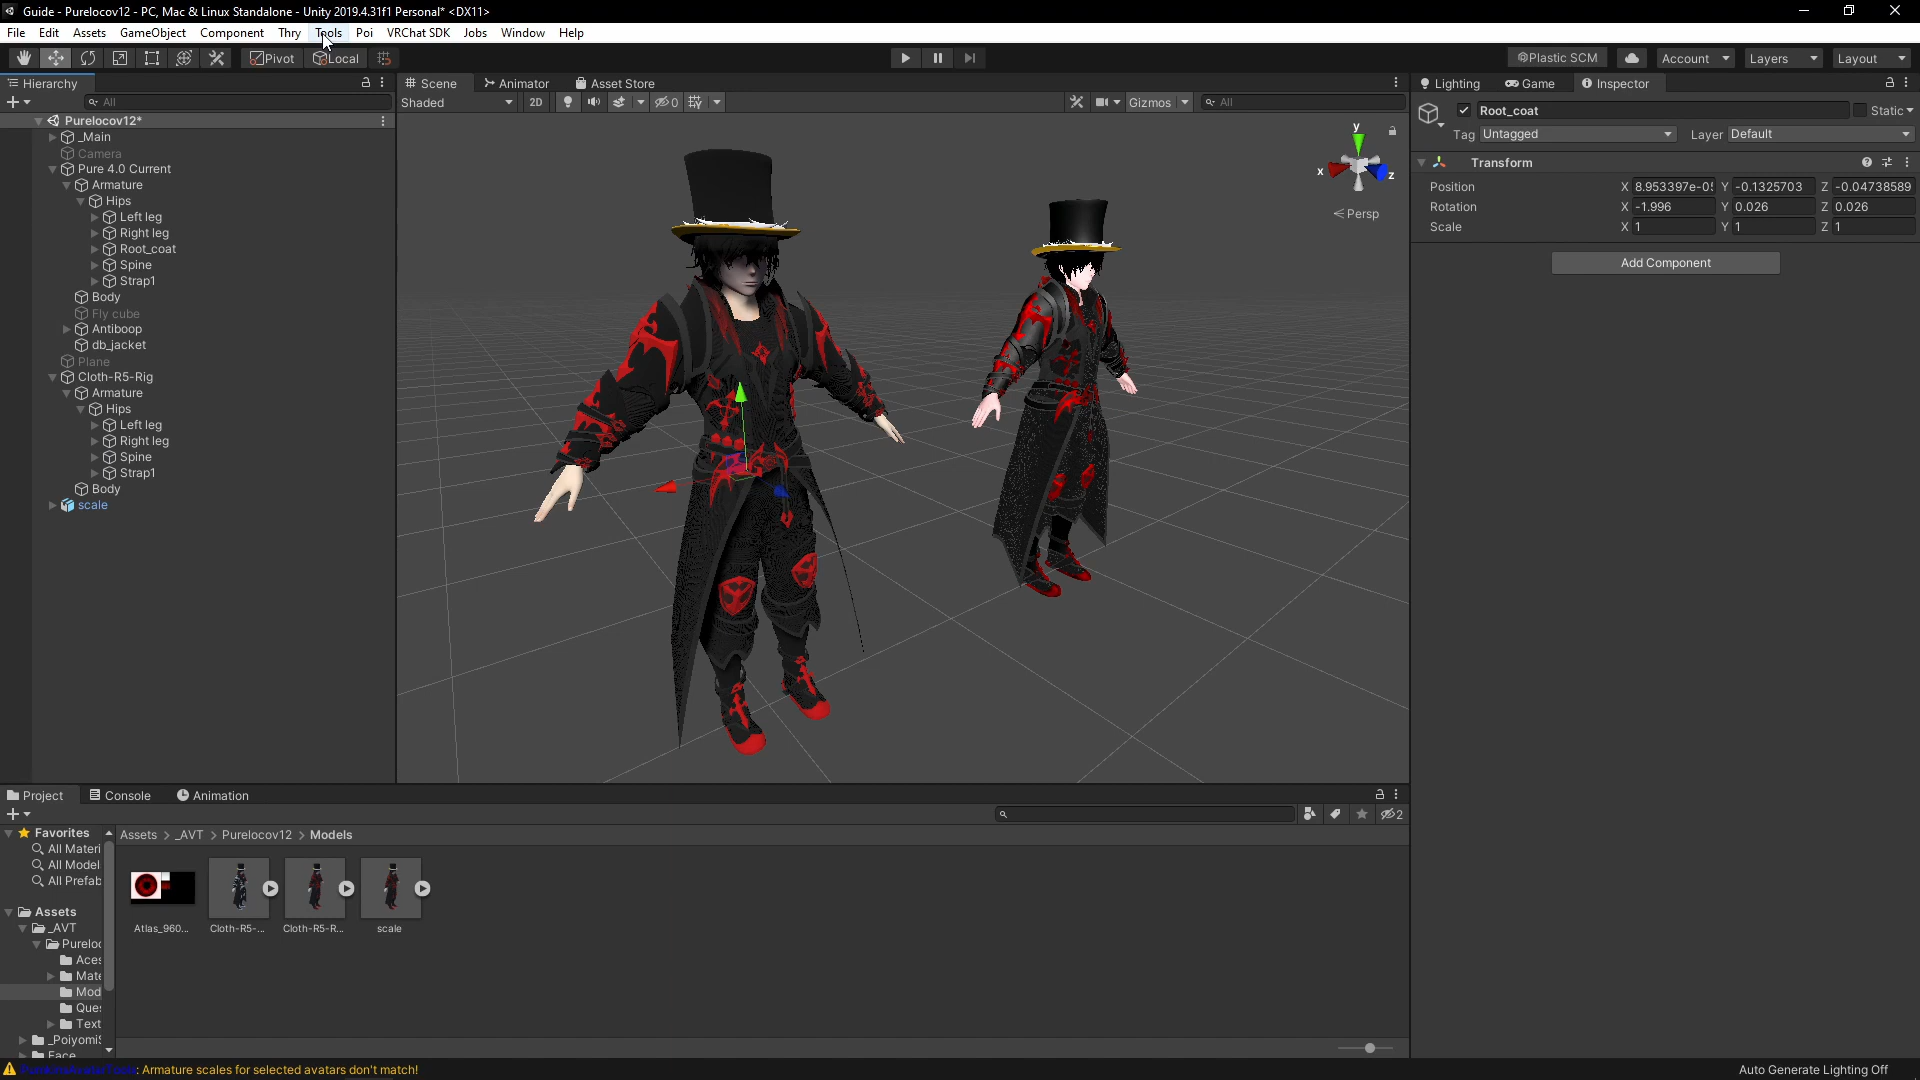 Guide - Purelocov12 - PC, Mac & Linux Standalone - Unity 2019.4.31f1 Personal* <DX11>
File Edit Assets GameObject Component Thry Tools Poi VRChat SDK Jobs Window Help
Pivot Local Plastic SCM Account Layers Layout
Hierarchy
All
Purelocov12*
_Main
Camera
Pure 4.0 Current
Armature
Hips
Left leg
Right leg
Root_coat
Spine
Strap1
Body
Fly cube
Antiboop
db_jacket
Plane
Cloth-R5-Rig
Armature
Hips
Left leg
Right leg
Spine
Strap1
Body
scale
Scene Animator Asset Store
Shaded 2D 0 Gizmos All
y
x z
Persp
Lighting Game Inspector
Root_coat Static
Tag Untagged Layer Default
Transform
Position X 8.953397e-05 Y -0.1325703 Z -0.04738589
Rotation X -1.996 Y 0.026 Z 0.026
Scale X 1 Y 1 Z 1
Add Component
Project Console Animation
2
Favorites
All Materi
All Model
All Prefab
Assets
_AVT
Pureloc
Aces
Mate
Mod
Ques
Text
_PoiyomiS
Face
Assets > _AVT > Purelocov12 > Models
Atlas_960... Cloth-R5-... Cloth-R5-R... scale
: Armature scales for selected avatars don't match!
Auto Generate Lighting Off